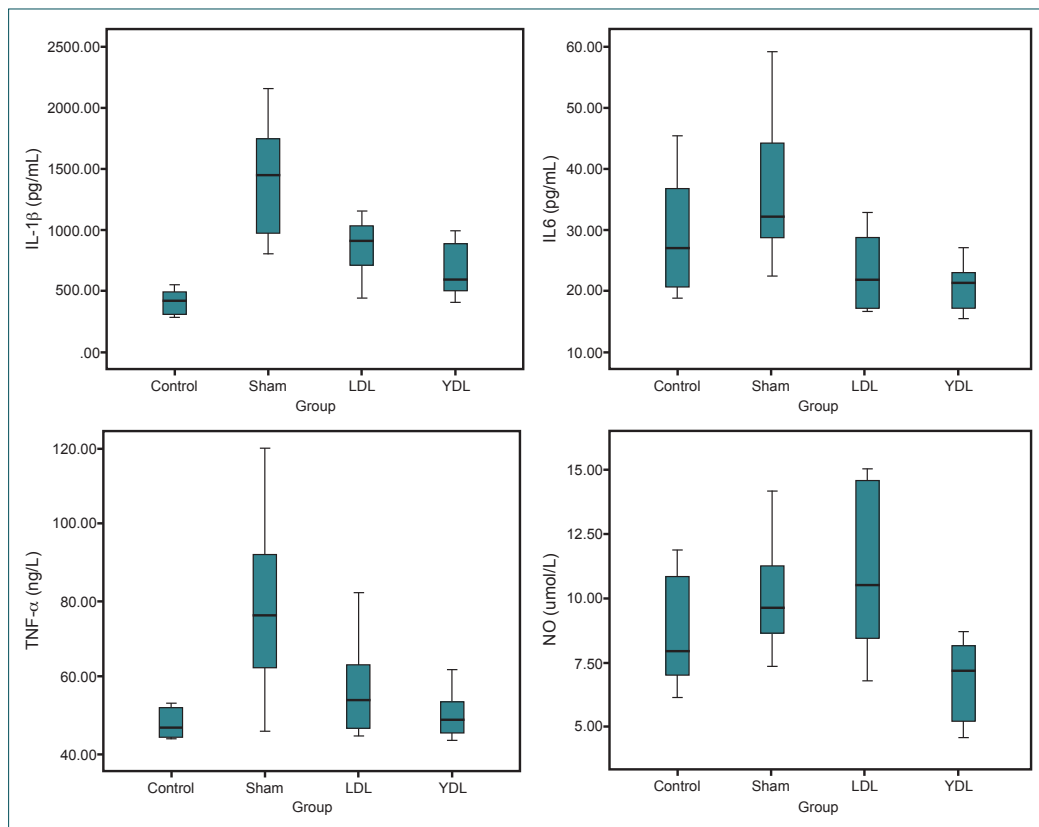 IL-1β (pg/mL)
2500.00
2000.00
1500.00
1000.00
500.00
.00
Control Sham LDL YDL
Group
IL6 (pg/mL)
60.00
50.00
40.00
30.00
20.00
10.00
Control Sham LDL YDL
Group
TNF-α (ng/L)
120.00
100.00
80.00
60.00
40.00
Control Sham LDL YDL
Group
NO (umol/L)
15.00
12.50
10.00
7.50
5.00
Control Sham LDL YDL
Group